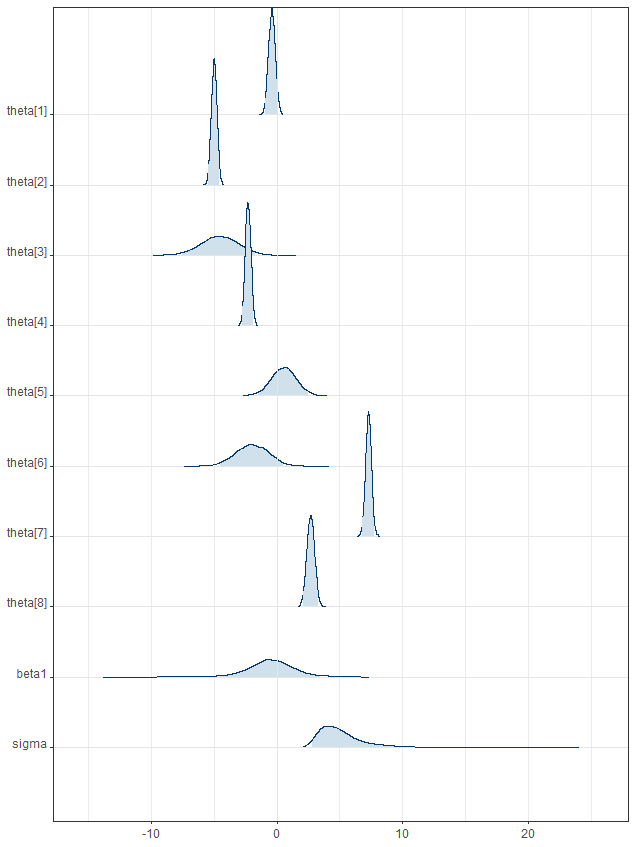 theta[1]
theta[2]
theta[3]
theta[4]
theta[5]
theta[6]
theta[7]
theta[8]
beta1
sigma
-10 0 10 20